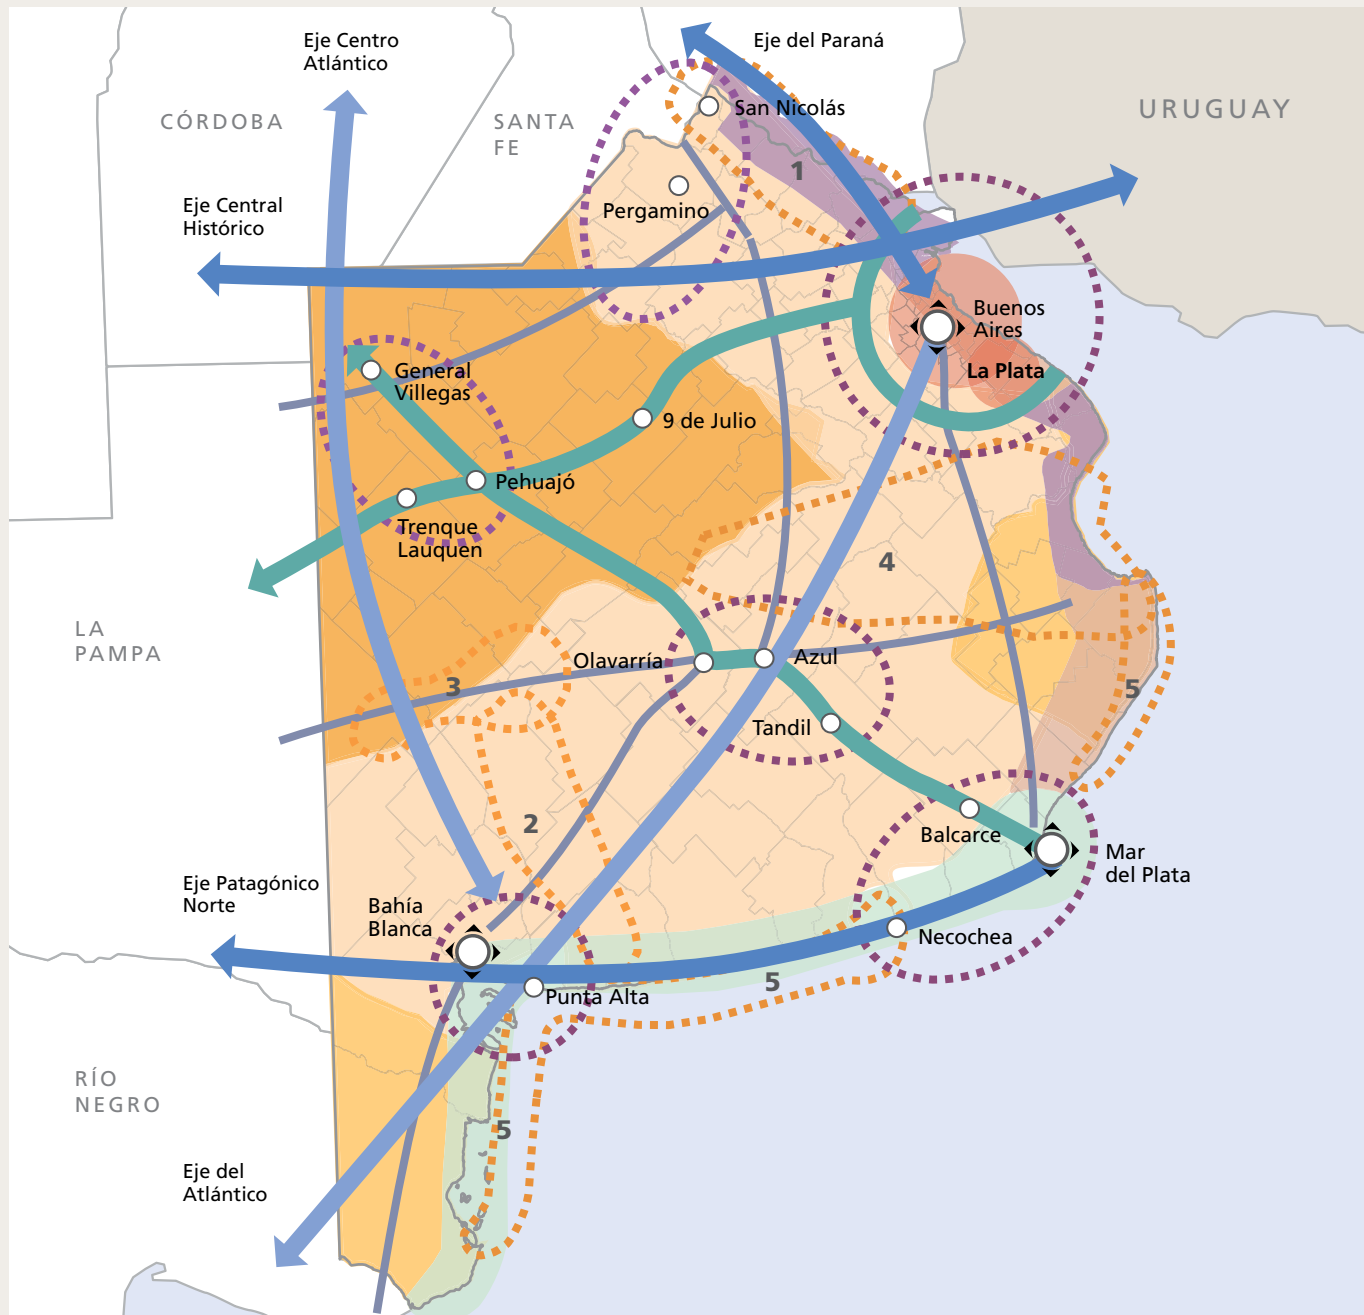 Eje Centro
Atlántico
Eje del Paraná
CÓRDOBA
SANTA
FE
San Nicolás
URUGUAY
1
Pergamino
Eje Central
Histórico
Buenos
Aires
General
Villegas
La Plata
9 de Julio
Pehuajó
Trenque
Lauquen
4
LA
PAMPA
Olavarría
Azul
3
5
Tandil
2
Balcarce
Mar
del Plata
Eje Patagónico
Norte
Bahía
Blanca
Necochea
5
Punta Alta
RÍO
NEGRO
5
Eje del
Atlántico